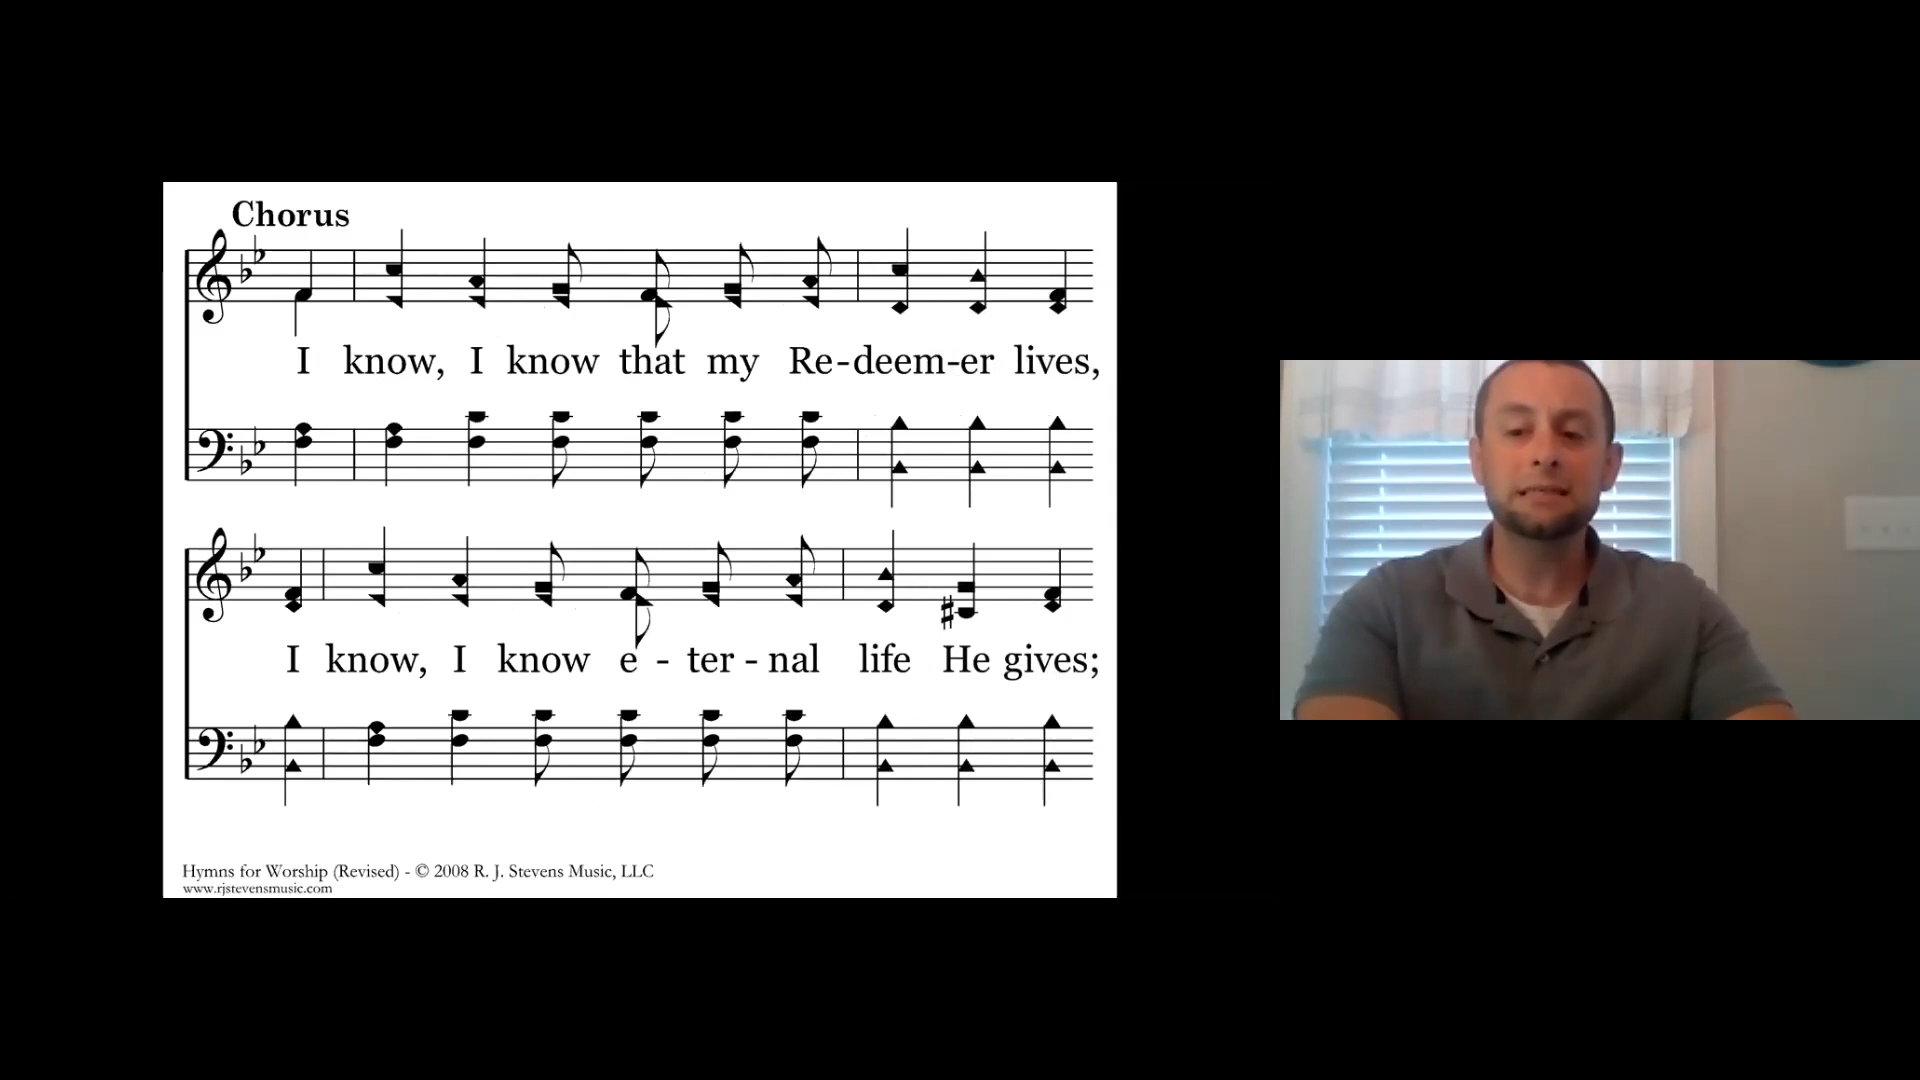 Chorus
I know, I know that my Re-deem-er lives,
I know, I know e - ter - nal life He gives;
Hymns for Worship (Revised) - © 2008 R. J. Stevens Music, LLC
www.rjstevensmusic.com